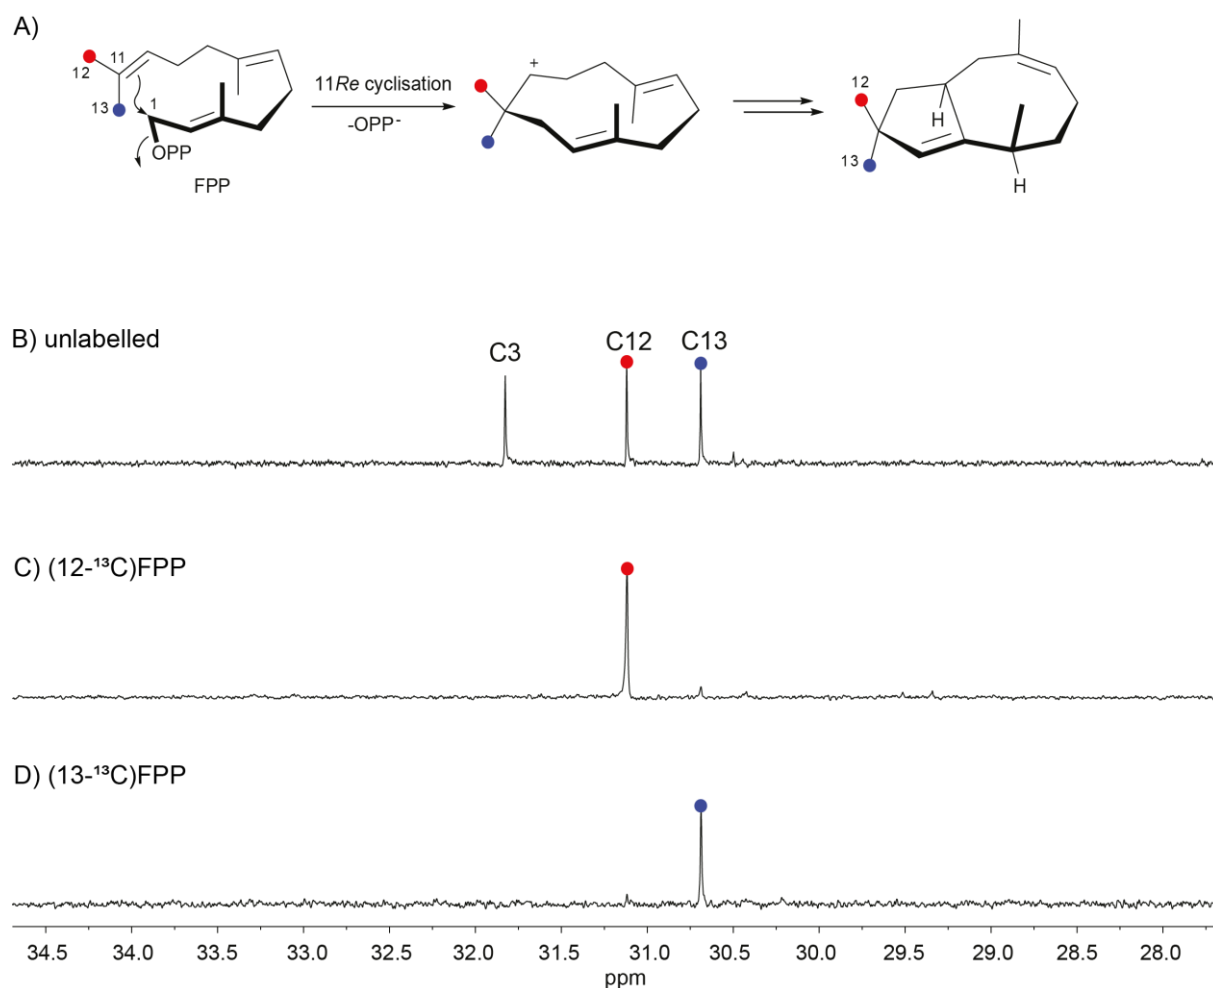 A)
12
11
13
1
OPP
FPP
11Re cyclisation
-OPP⁻
+
12
13
H
H
B) unlabelled
C3
C12
C13
C) (12-¹³C)FPP
D) (13-¹³C)FPP
34.5 34.0 33.5 33.0 32.5 32.0 31.5 31.0 30.5 30.0 29.5 29.0 28.5 28.0
ppm